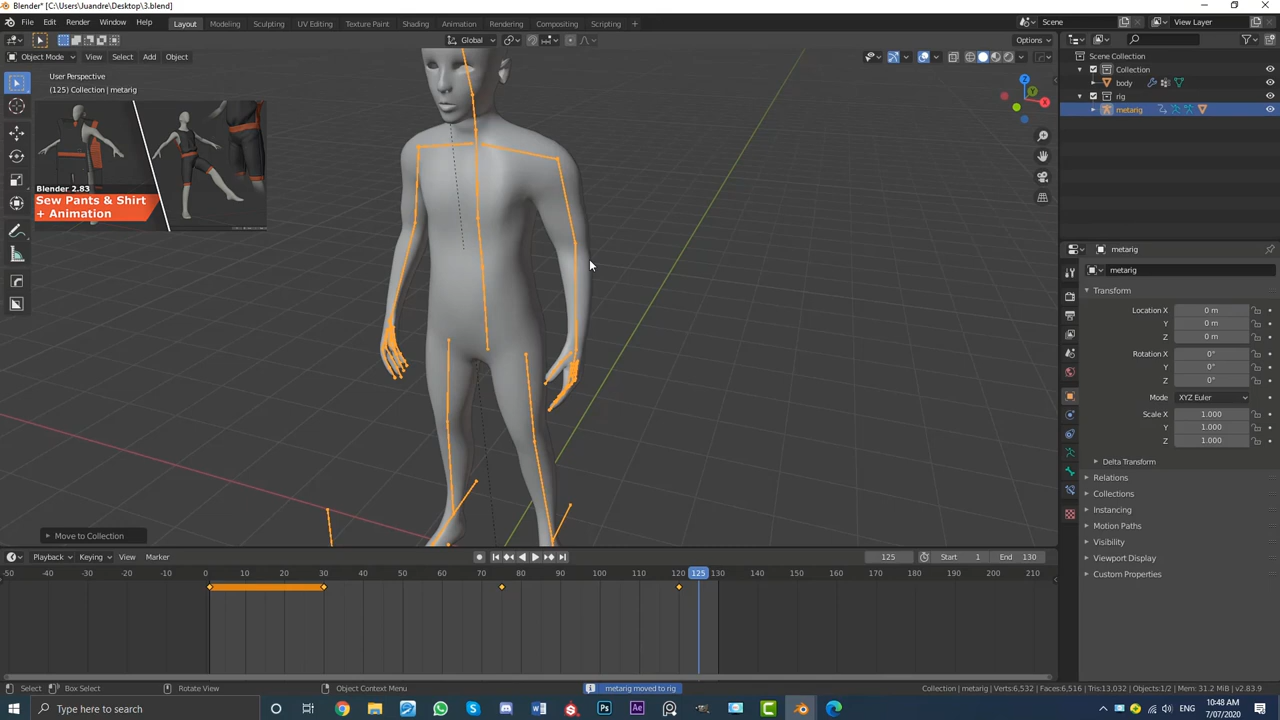 Blender* [C:\Users\Juandre\Desktop\3.blend]
File Edit Render Window Help Layout Modeling Sculpting UV Editing Texture Paint Shading Animation Rendering Compositing Scripting + Scene View Layer
Global Options
Object Mode View Select Add Object
User Perspective
(125) Collection | metarig
Blender 2.83
Sew Pants & Shirt
+ Animation
Z
Y
X
Scene Collection
Collection
body
rig
metarig
metarig
metarig
Transform
Location X 0 m
Y 0 m
Z 0 m
Rotation X 0°
Y 0°
Z 0°
Mode XYZ Euler
Scale X 1.000
Y 1.000
Z 1.000
Delta Transform
Relations
Collections
Instancing
Motion Paths
Visibility
Viewport Display
Custom Properties
Move to Collection
Playback Keying View Marker 125 Start 1 End 130
-50 -40 -30 -20 -10 0 10 20 30 40 50 60 70 80 90 100 110 120 125 130 140 150 160 170 180 190 200 210
Select Box Select Rotate View Object Context Menu metarig moved to rig Collection | metarig | Verts:6,532 | Faces:6,516 | Tris:13,032 | Objects:1/2 | Mem: 31.2 MiB | v2.83.9
Type here to search
10:48 AM
7/07/2020